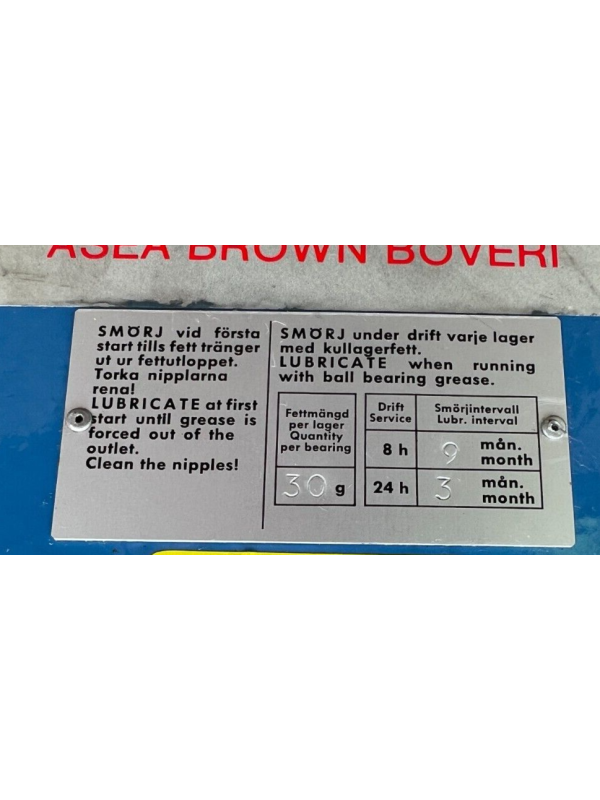 ASEA BROWN BOVERI
SMÖRJ vid första
start tills fett tränger
ut ur fettutloppet.
Torka nipplarna
rena!
LUBRICATE at first
start until grease is
forced out of the
outlet.
Clean the nipples!
SMÖRJ under drift varje lager
med kullagerfett.
LUBRICATE when running
with ball bearing grease.
Fettmängd
per lager
Quantity
per bearing
30 g
Drift
Service
Smörjintervall
Lubr. interval
8 h
9
mån.
month
24 h
3
mån.
month